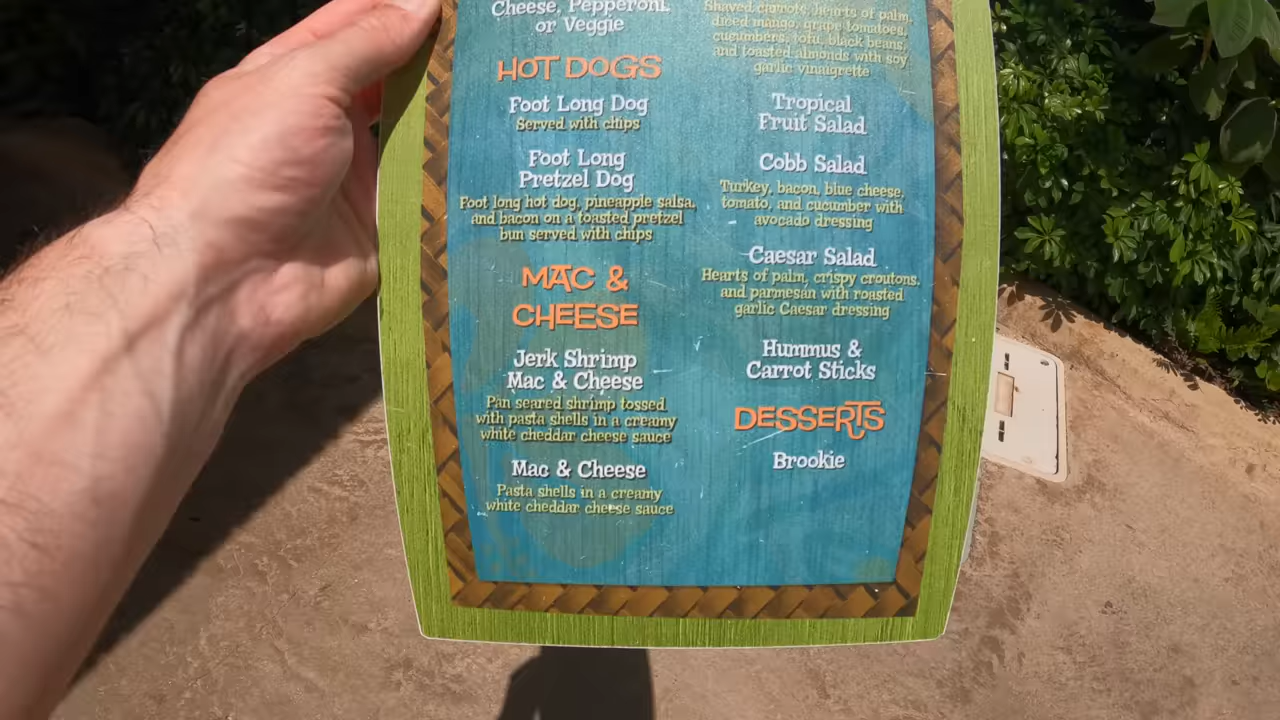 Cheese, Pepperoni,
or Veggie
HOT DOGS
Foot Long Dog
Served with chips
Foot Long
Pretzel Dog
Foot long hot dog, pineapple salsa,
and bacon on a toasted pretzel
bun served with chips
MAC &
CHEESE
Jerk Shrimp
Mac & Cheese
Pan seared shrimp tossed
with pasta shells in a creamy
white cheddar cheese sauce
Mac & Cheese
Pasta shells in a creamy
white cheddar cheese sauce
Shaved carrots, hearts of palm,
diced mango, grape tomatoes,
cucumbers, tofu, black beans,
and toasted almonds with soy
garlic vinaigrette
Tropical
Fruit Salad
Cobb Salad
Turkey, bacon, blue cheese,
tomato, and cucumber with
avocado dressing
Caesar Salad
Hearts of palm, crispy croutons,
and parmesan with roasted
garlic Caesar dressing
Hummus &
Carrot Sticks
DESSERTS
Brookie